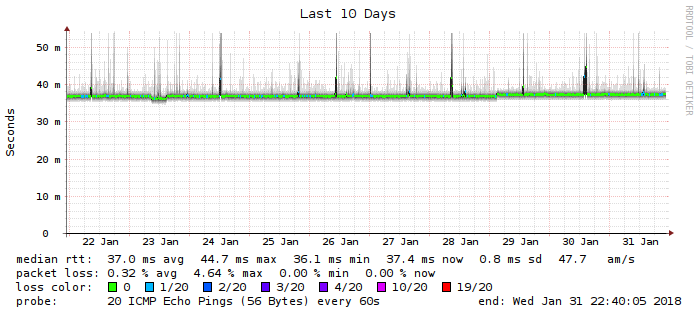 Last 10 Days
RRDTOOL / TOBI OETIKER
Seconds
50 m
40 m
30 m
20 m
10 m
0
22 Jan 23 Jan 24 Jan 25 Jan 26 Jan 27 Jan 28 Jan 29 Jan 30 Jan 31 Jan
median rtt: 37.0 ms avg 44.7 ms max 36.1 ms min 37.4 ms now 0.8 ms sd 47.7 am/s
packet loss: 0.32 % avg 4.64 % max 0.00 % min 0.00 % now
loss color: 0 1/20 2/20 3/20 4/20 10/20 19/20
probe: 20 ICMP Echo Pings (56 Bytes) every 60s end: Wed Jan 31 22:40:05 2018